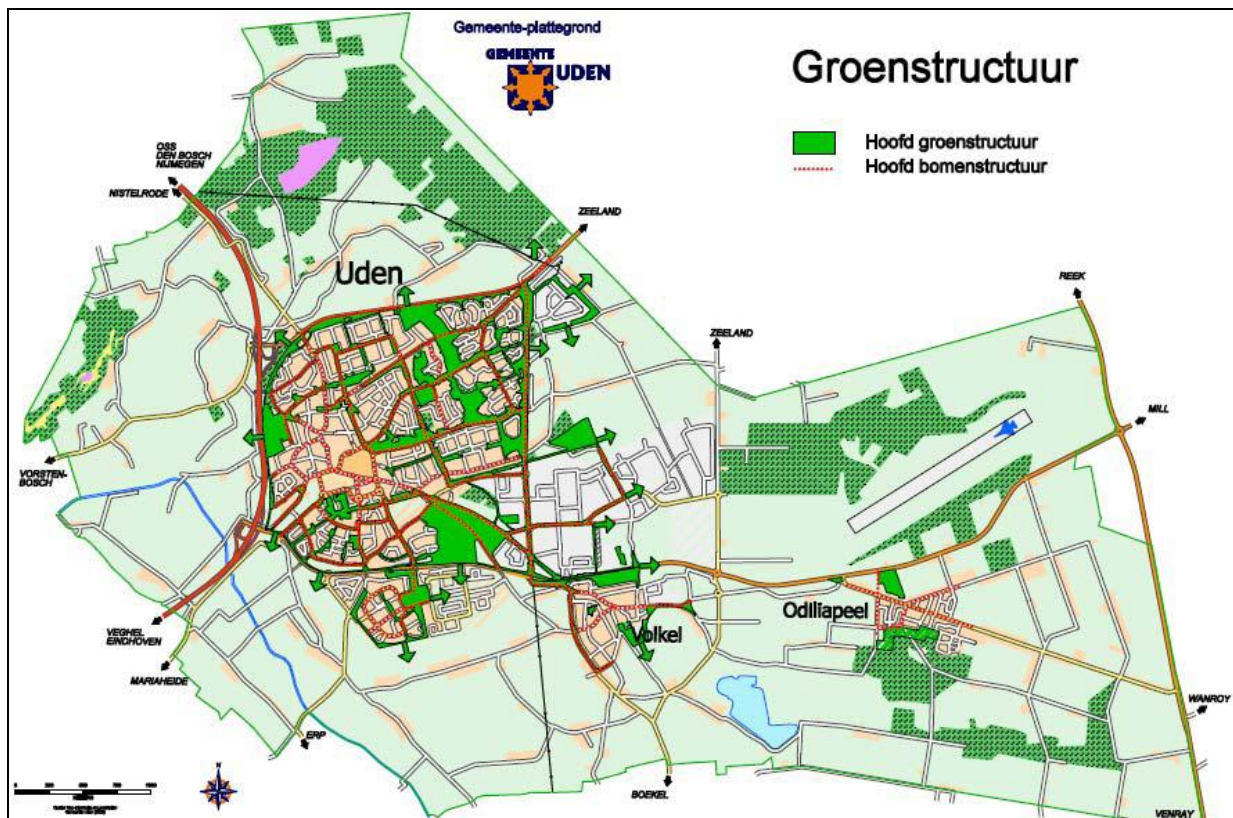 Gemeente-plattegrond
GEMEENTE
UDEN
Groenstructuur
Hoofd groenstructuur
Hoofd bomenstructuur
OSS
DEN BOSCH
NIJMEGEN
NISTELRODE
ZEELAND
Uden
REEK
ZEELAND
MILL
VORSTEN-
BOSCH
Odiliapeel
Volkel
VEGHEL
EINDHOVEN
MARIAHEIDE
WANROY
ERP
BOEKEL
VENRAY